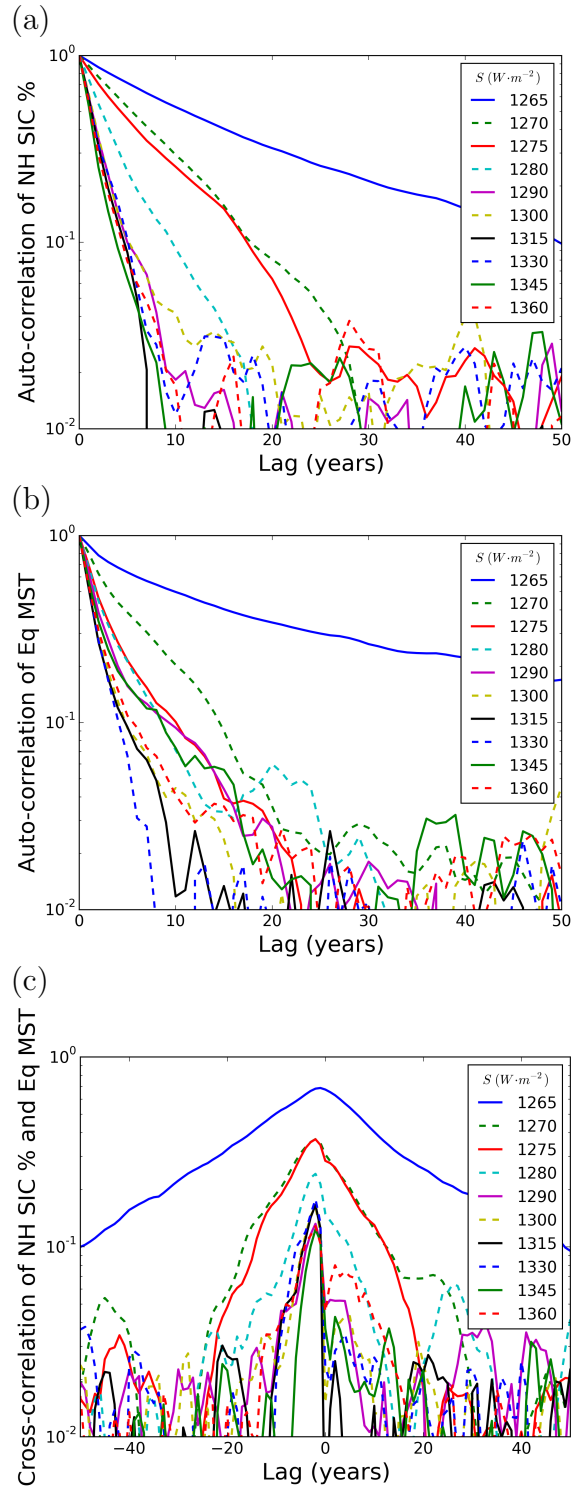 (a)
Auto-correlation of NH SIC %
10^0
10^-1
10^-2
0 10 20 30 40 50
Lag (years)
S (W·m^-2)
1265
1270
1275
1280
1290
1300
1315
1330
1345
1360
(b)
Auto-correlation of Eq MST
10^0
10^-1
10^-2
0 10 20 30 40 50
Lag (years)
S (W·m^-2)
1265
1270
1275
1280
1290
1300
1315
1330
1345
1360
(c)
Cross-correlation of NH SIC % and Eq MST
10^0
10^-1
10^-2
−40 −20 0 20 40
Lag (years)
S (W·m^-2)
1265
1270
1275
1280
1290
1300
1315
1330
1345
1360